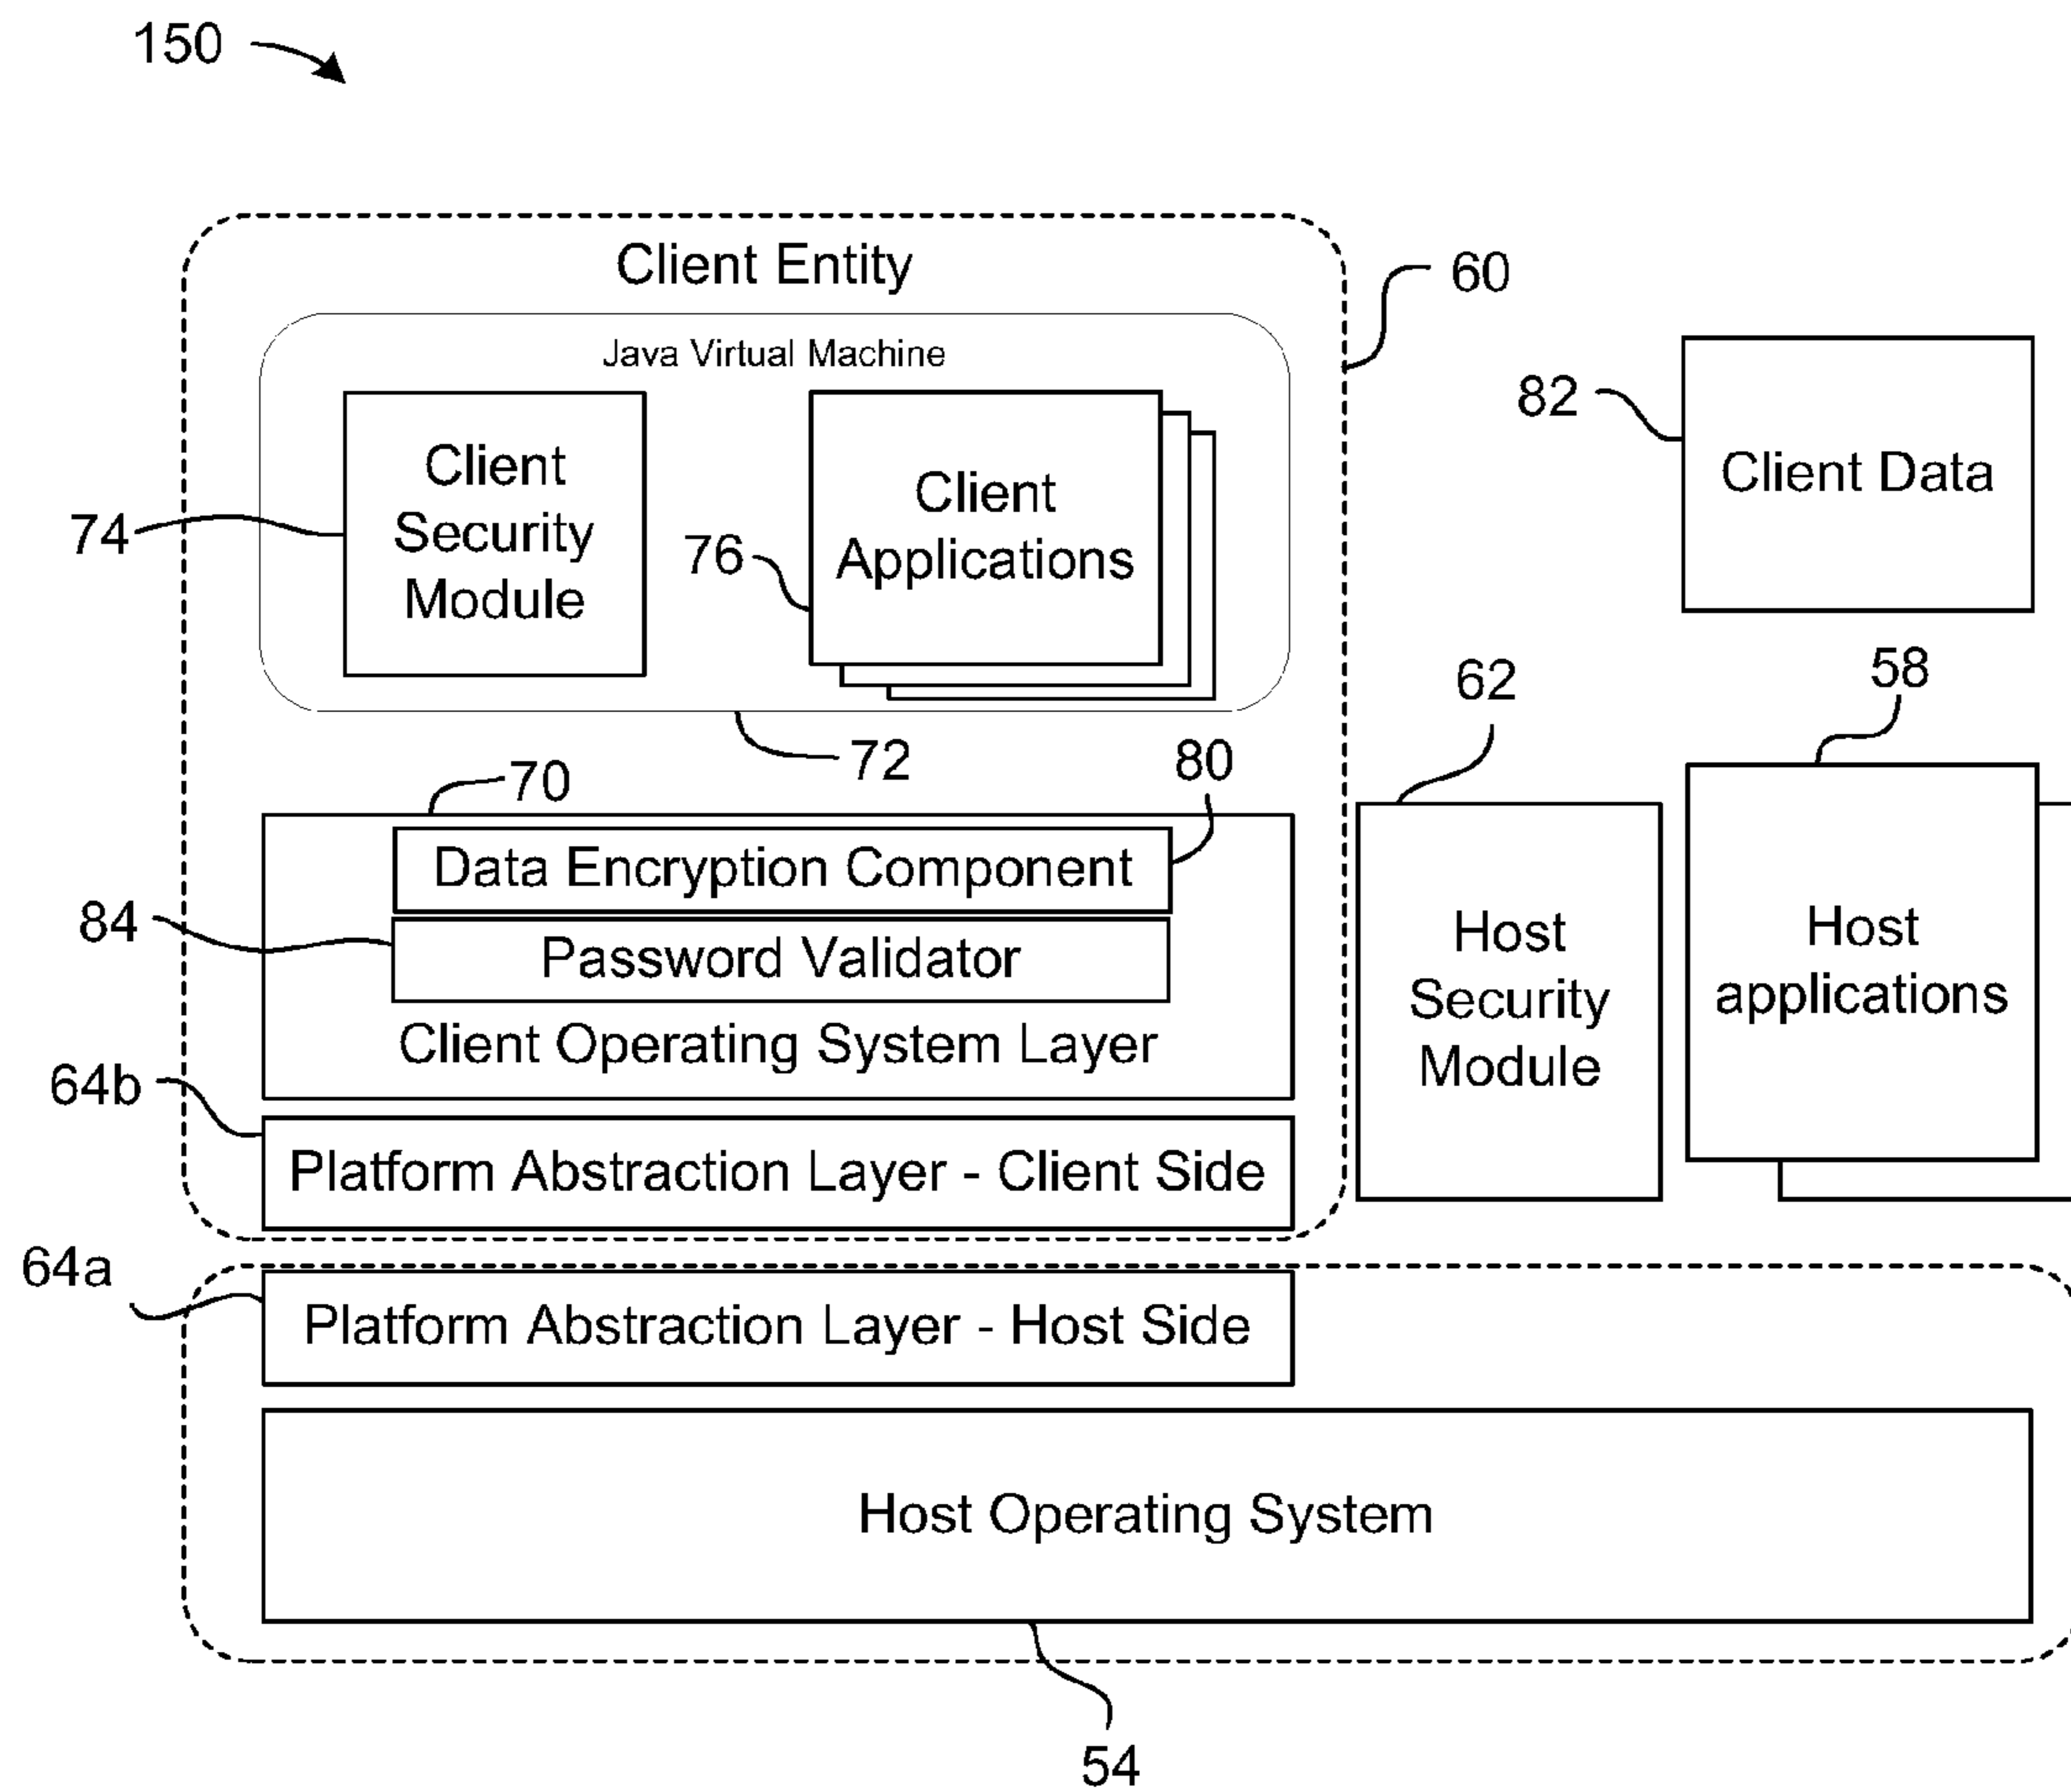 150
Client Entity
60
Java Virtual Machine
82
Client Data
Client
Security
Module
74
76
Client
Applications
62
58
72
70
80
Data Encryption Component
84
Password Validator
Client Operating System Layer
Host
Security
Module
Host
applications
64b
Platform Abstraction Layer - Client Side
64a
Platform Abstraction Layer - Host Side
Host Operating System
54